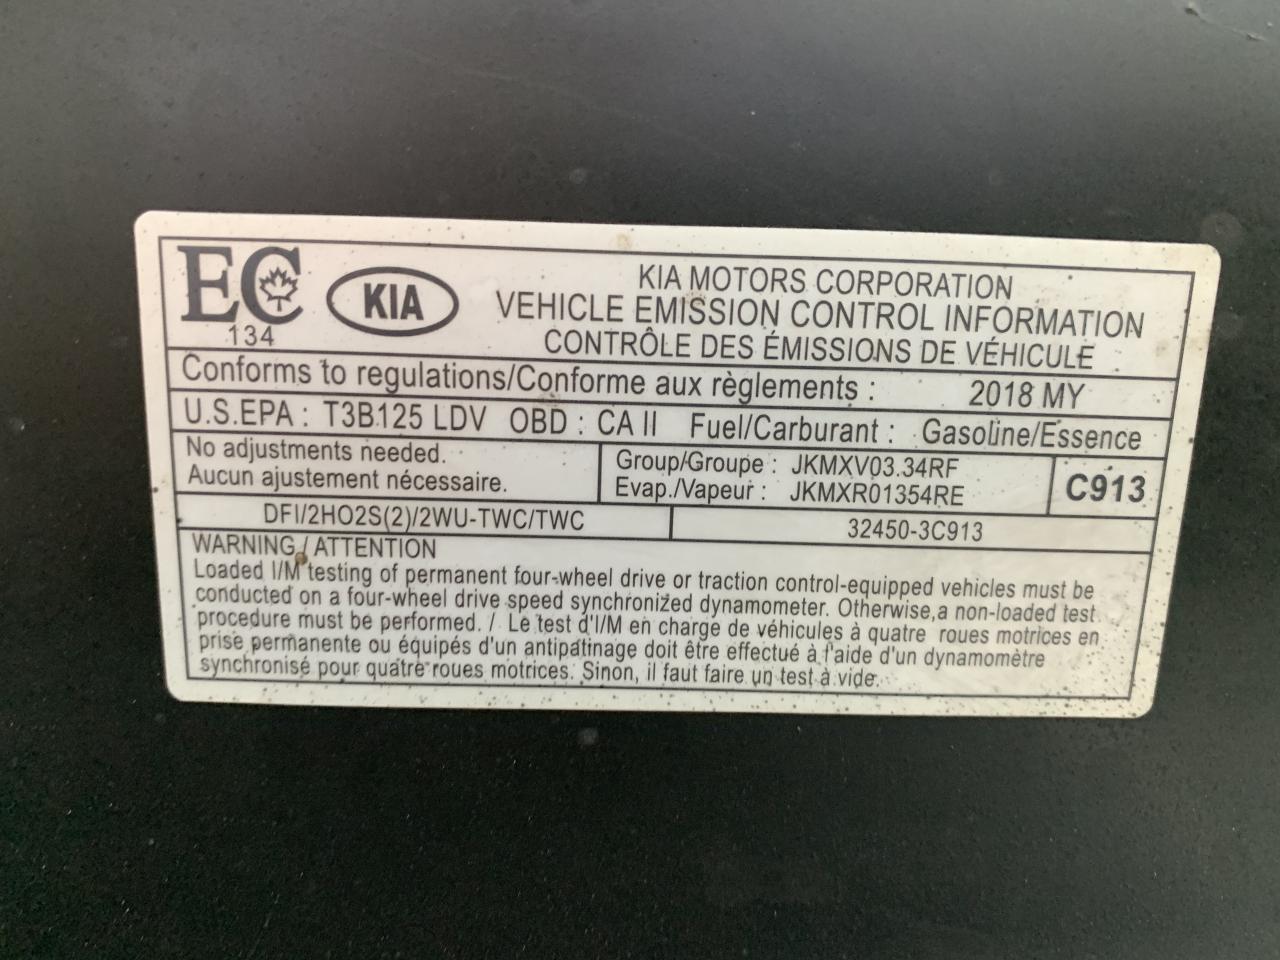 EC
134
KIA
KIA MOTORS CORPORATION
VEHICLE EMISSION CONTROL INFORMATION
CONTRÔLE DES ÉMISSIONS DE VÉHICULE
Conforms to regulations/Conforme aux règlements : 2018 MY
U.S.EPA : T3B125 LDV OBD : CA II Fuel/Carburant : Gasoline/Essence
No adjustments needed.
Aucun ajustement nécessaire.
Group/Groupe : JKMXV03.34RF
Evap./Vapeur : JKMXR01354RE
C913
DFI/2HO2S(2)/2WU-TWC/TWC
32450-3C913
WARNING / ATTENTION
Loaded I/M testing of permanent four-wheel drive or traction control-equipped vehicles must be
conducted on a four-wheel drive speed synchronized dynamometer. Otherwise,a non-loaded test
procedure must be performed. / Le test d'I/M en charge de véhicules à quatre roues motrices en
prise permanente ou équipés d'un antipatinage doit être effectué à l'aide d'un dynamomètre
synchronisé pour quatre roues motrices. Sinon, il faut faire un test à vide.